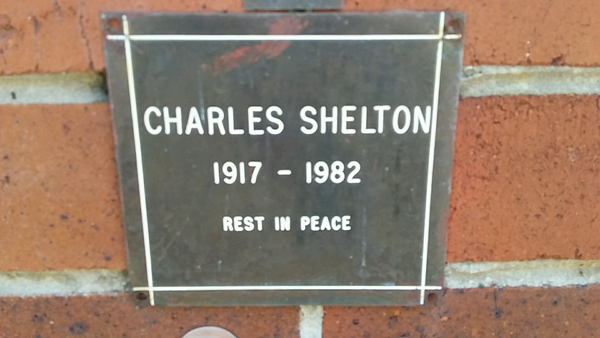 CHARLES SHELTON
1917 - 1982
REST IN PEACE